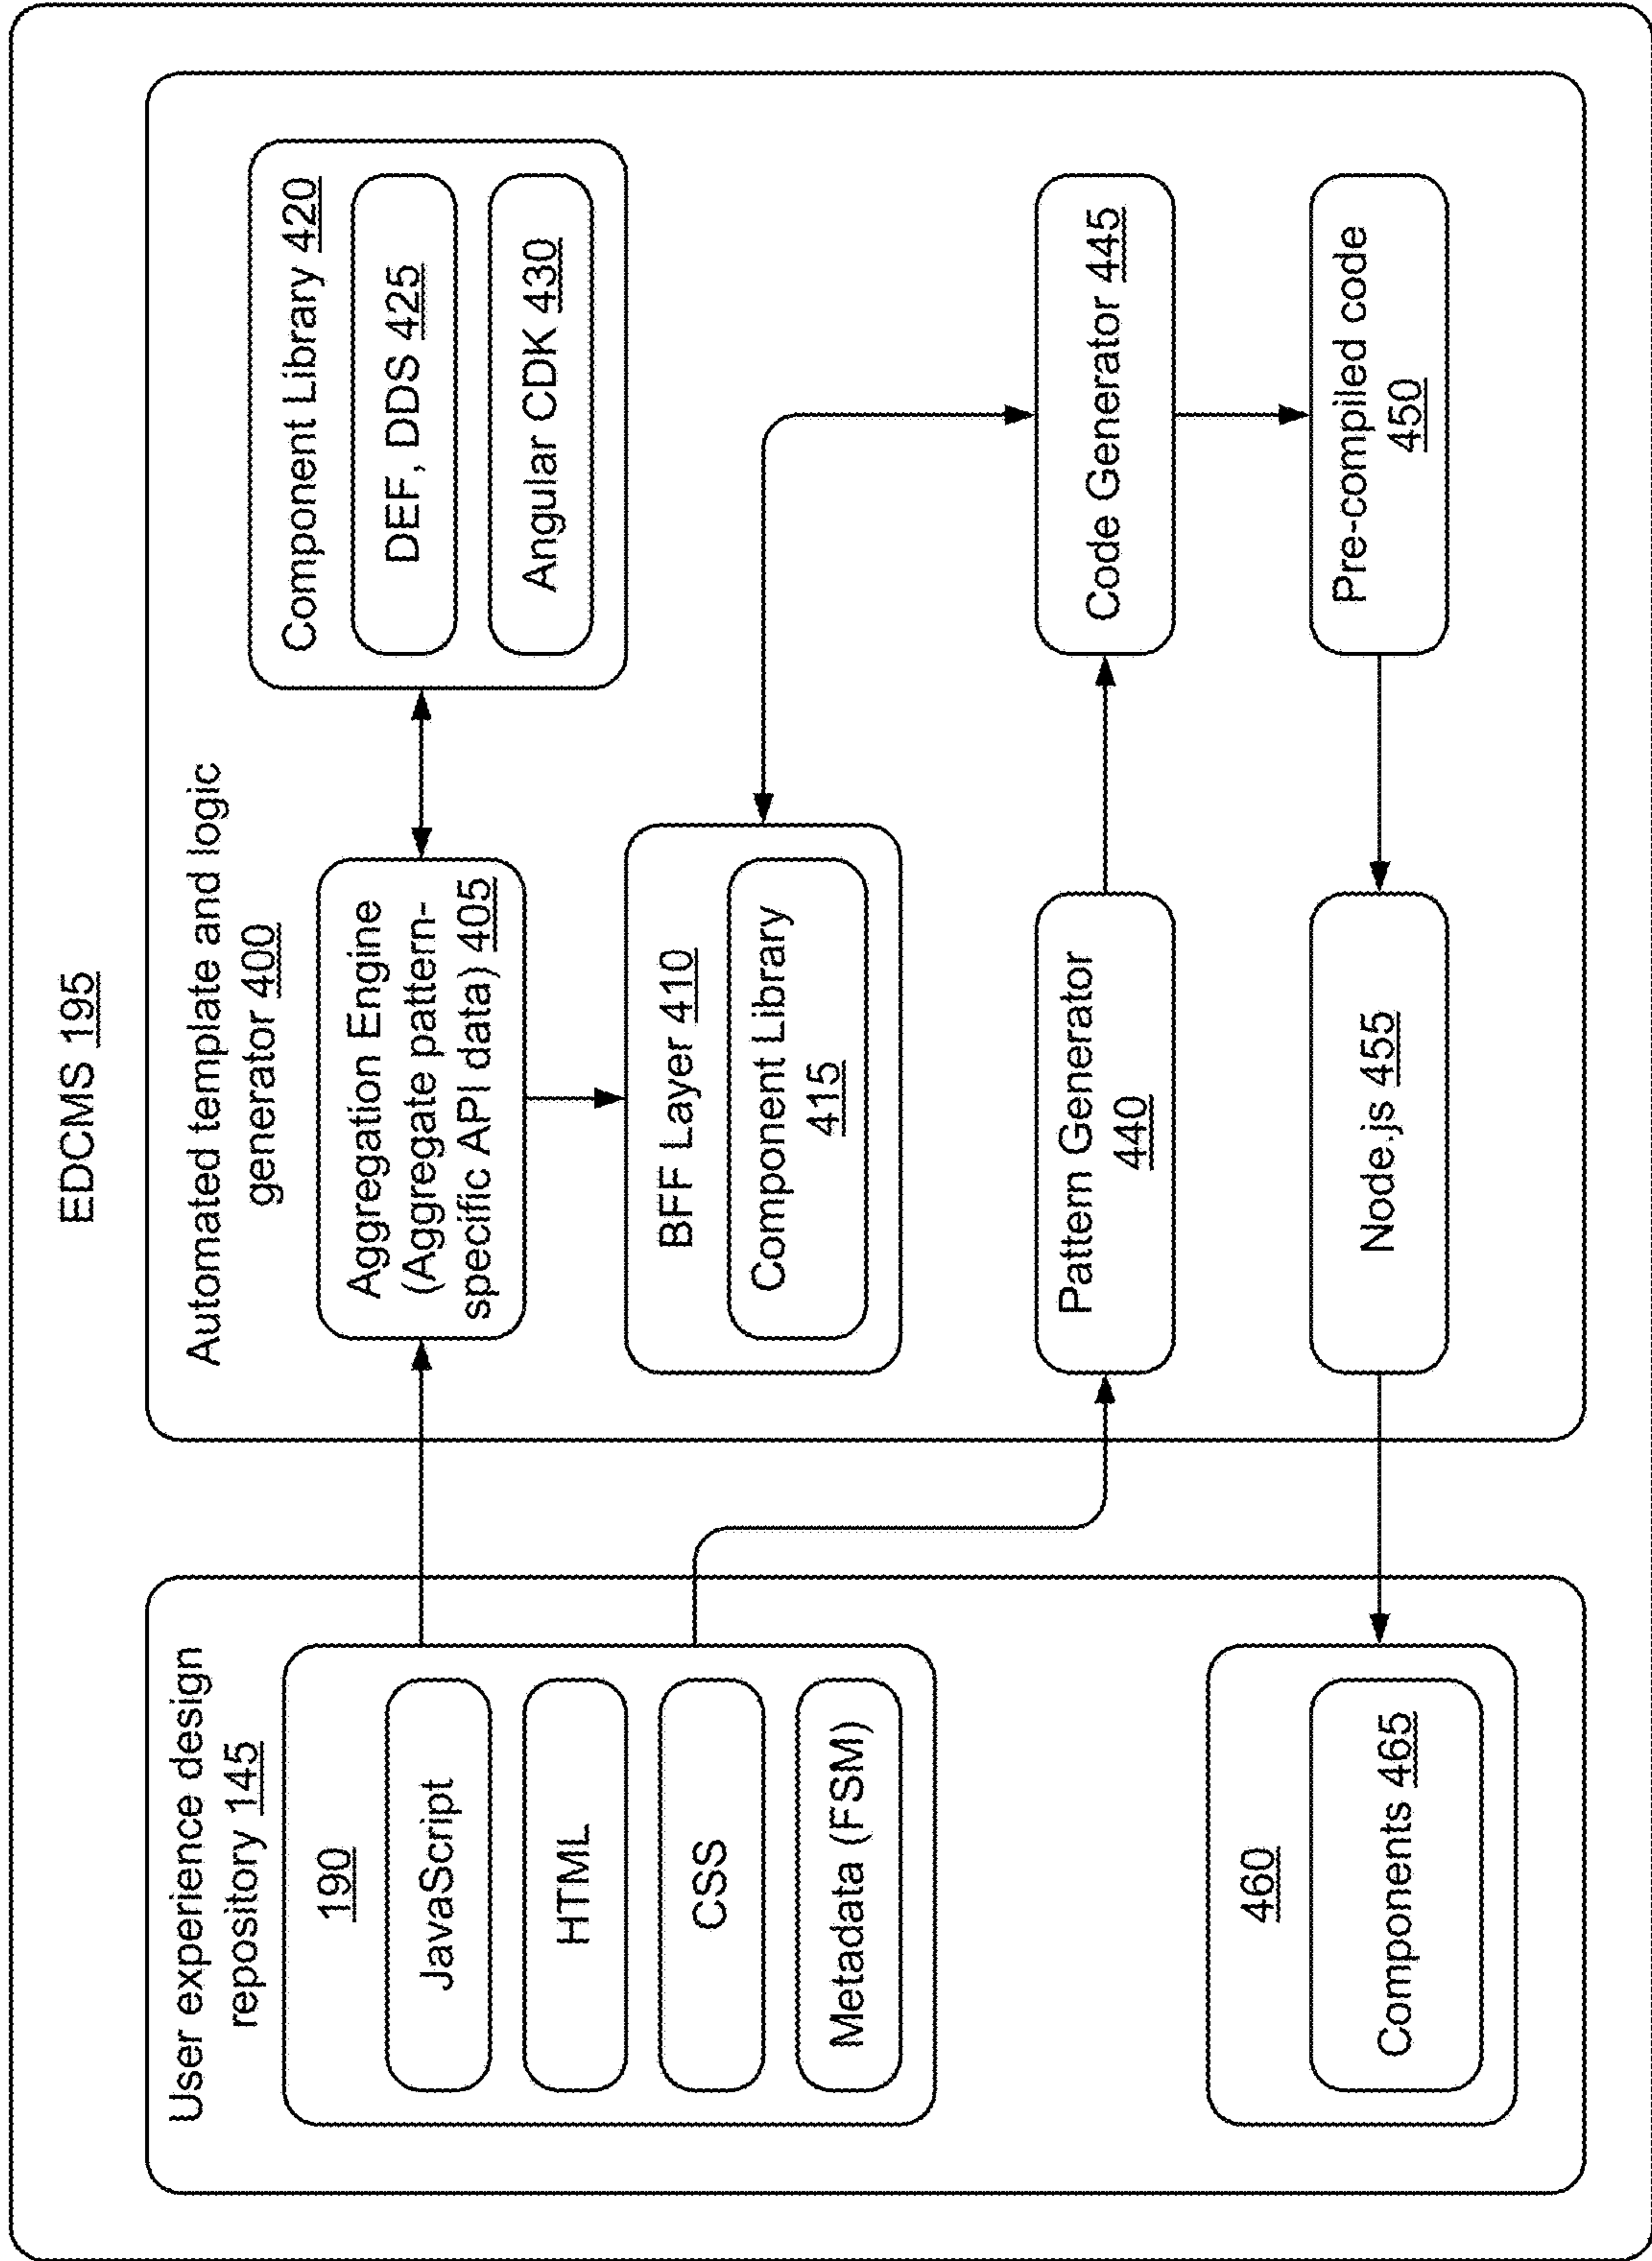 EDCMS 195
User experience design
repository 145
190
JavaScript
HTML
CSS
Metadata (FSM)
460
Components 465
Automated template and logic
generator 400
Aggregation Engine
(Aggregate pattern-
specific API data) 405
Component Library 420
DEF, DDS 425
Angular CDK 430
BFF Layer 410
Component Library
415
Pattern Generator
440
Code Generator 445
Node.js 455
Pre-compiled code
450